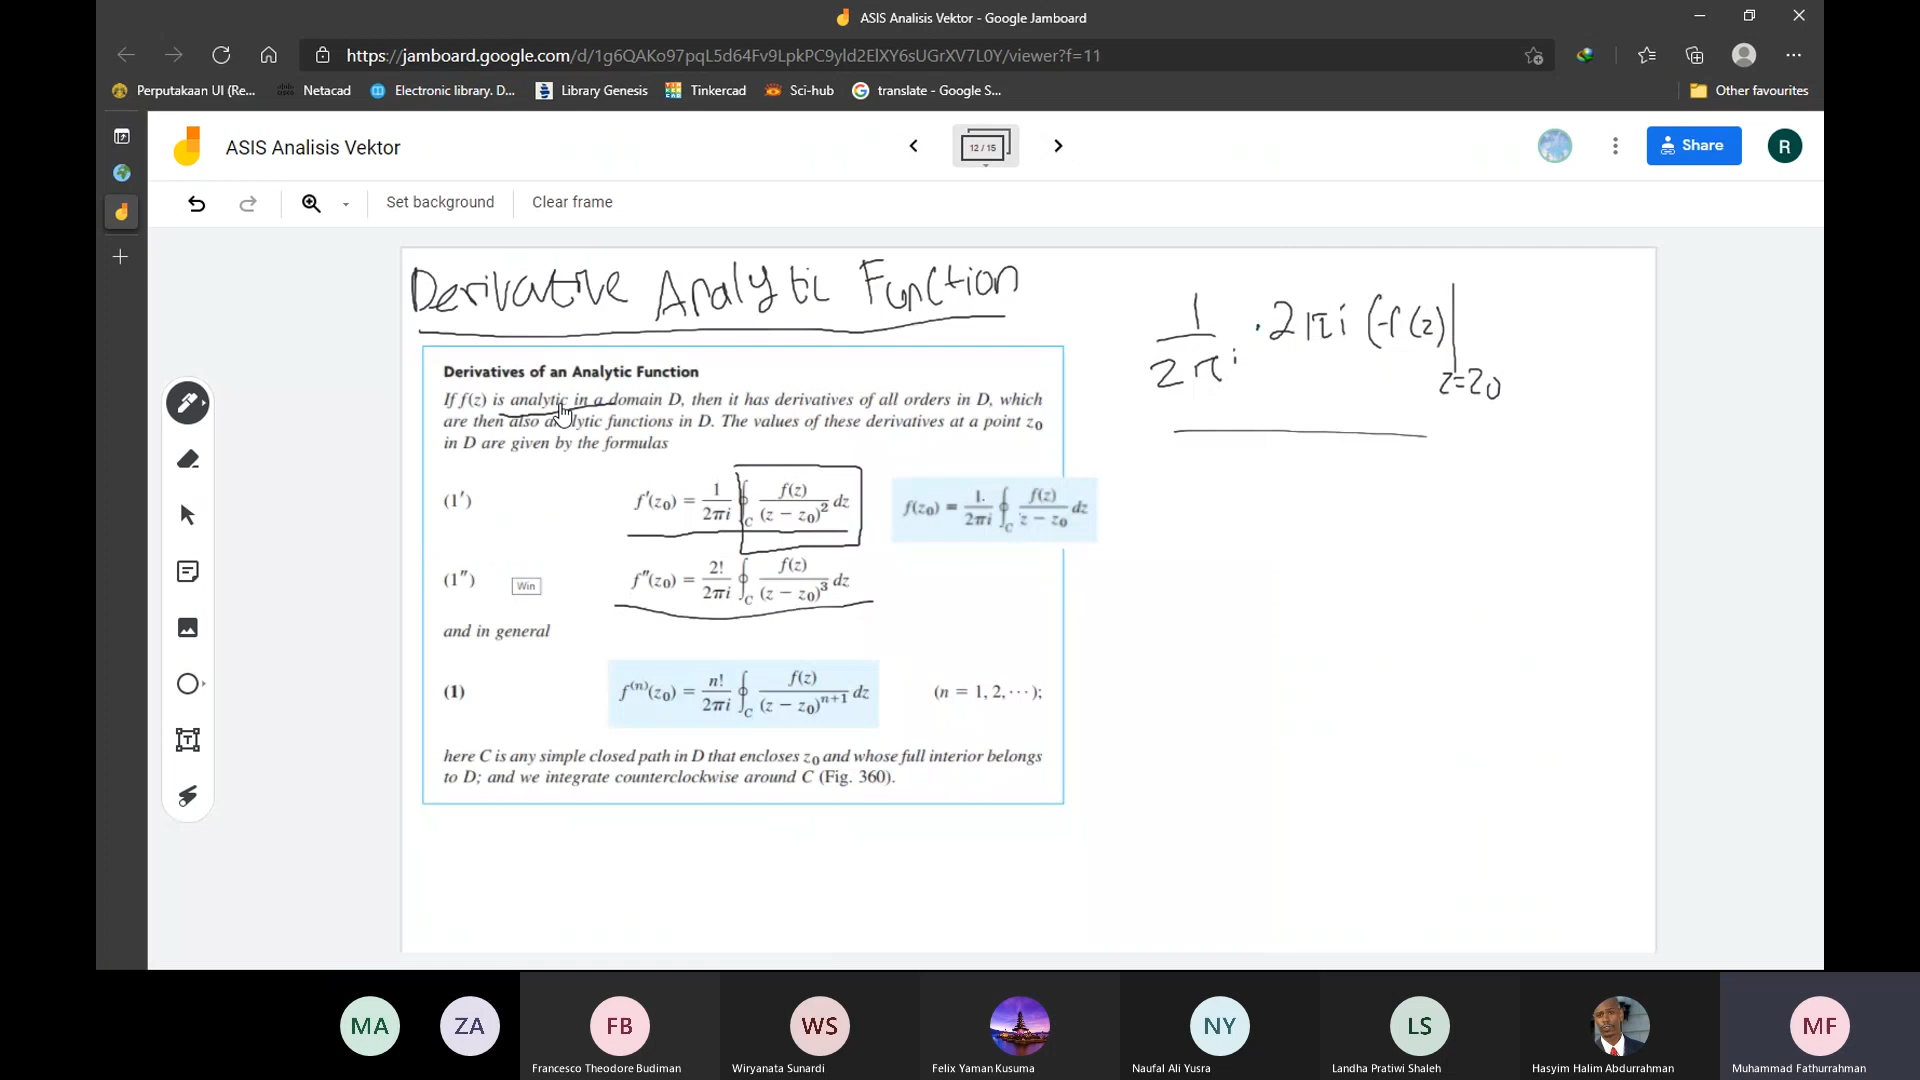 ASIS Analisis Vektor - Google Jamboard
https://jamboard.google.com/d/1g6QAKo97pqL5d64Fv9LpkPC9yld2ElXY6sUGrXV7L0Y/viewer?f=11
Perputakaan UI (Re... Netacad Electronic library. D... Library Genesis Tinkercad Sci-hub translate - Google S... Other favourites
ASIS Analisis Vektor
12 / 15
Share
R
Set background Clear frame
Derivative Analytic Function
1/2πi · 2πi (f(z)|z=z0
Derivatives of an Analytic Function
If f(z) is analytic in a domain D, then it has derivatives of all orders in D, which
are then also analytic functions in D. The values of these derivatives at a point z0
in D are given by the formulas
(1′) f′(z0) = 1/2πi ∮C f(z)/(z − z0)² dz
f(z0) = 1/2πi ∮C f(z)/z − z0 dz
(1″) Win f″(z0) = 2!/2πi ∮C f(z)/(z − z0)³ dz
and in general
(1) f⁽ⁿ⁾(z0) = n!/2πi ∮C f(z)/(z − z0)ⁿ⁺¹ dz (n = 1, 2, ···);
here C is any simple closed path in D that encloses z0 and whose full interior belongs
to D; and we integrate counterclockwise around C (Fig. 360).
MA ZA FB WS NY LS MF
Francesco Theodore Budiman Wiryanata Sunardi Felix Yaman Kusuma Naufal Ali Yusra Landha Pratiwi Shaleh Hasyim Halim Abdurrahman Muhammad Fathurrahman